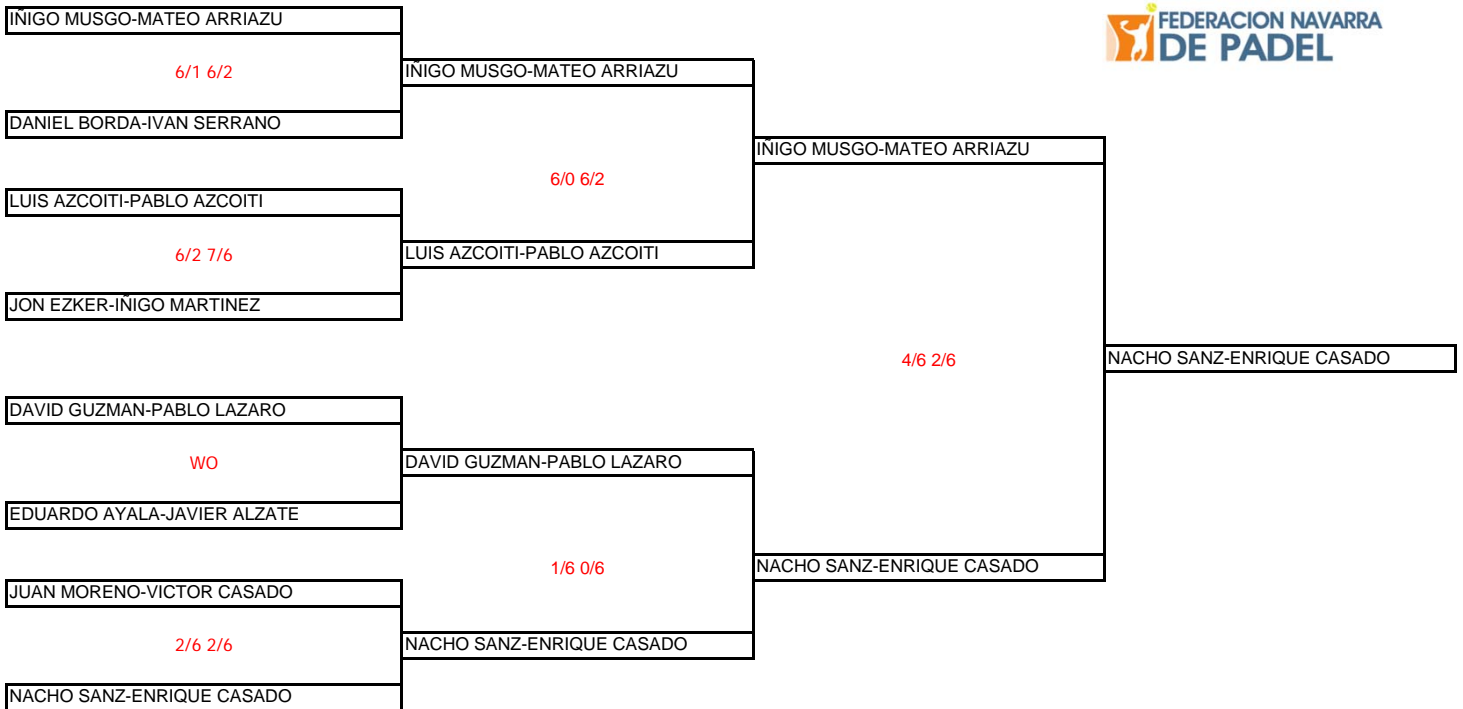 IÑIGO MUSGO-MATEO ARRIAZU
6/1 6/2
DANIEL BORDA-IVAN SERRANO
LUIS AZCOITI-PABLO AZCOITI
6/2 7/6
JON EZKER-IÑIGO MARTINEZ
DAVID GUZMAN-PABLO LAZARO
WO
EDUARDO AYALA-JAVIER ALZATE
JUAN MORENO-VICTOR CASADO
2/6 2/6
NACHO SANZ-ENRIQUE CASADO
IÑIGO MUSGO-MATEO ARRIAZU
6/0 6/2
LUIS AZCOITI-PABLO AZCOITI
DAVID GUZMAN-PABLO LAZARO
1/6 0/6
NACHO SANZ-ENRIQUE CASADO
IÑIGO MUSGO-MATEO ARRIAZU
4/6 2/6
NACHO SANZ-ENRIQUE CASADO
FEDERACION NAVARRA
DE PADEL
NACHO SANZ-ENRIQUE CASADO